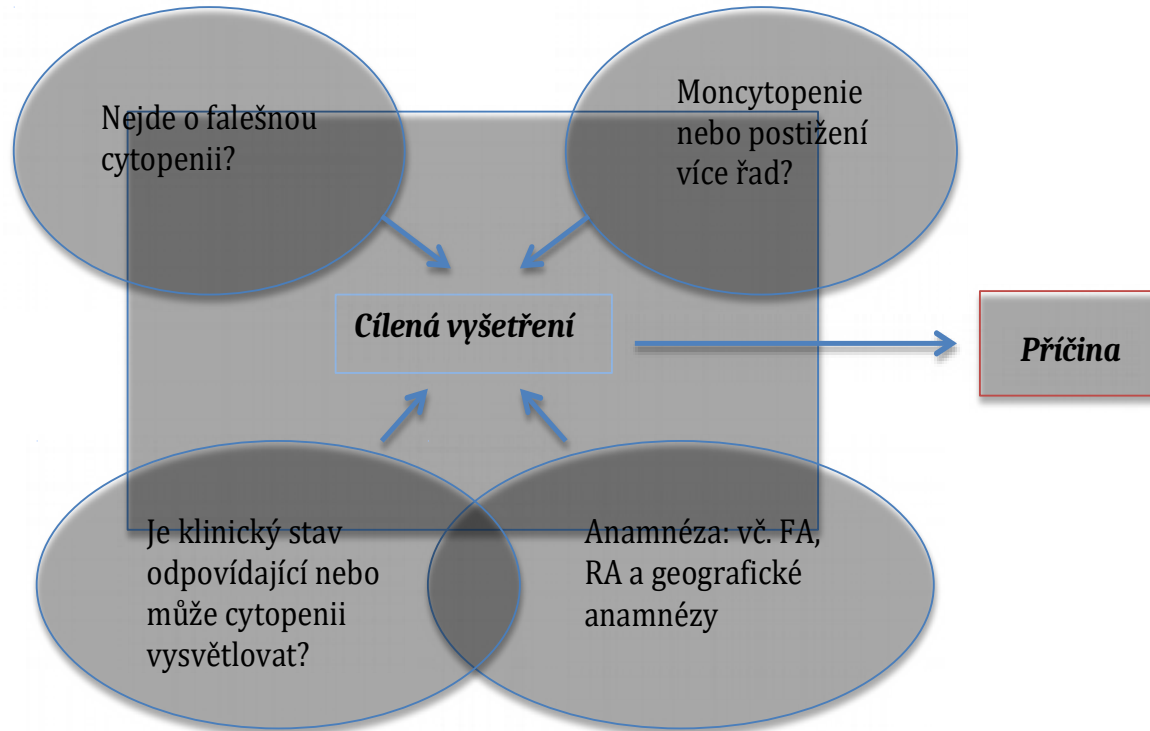 Nejde o falešnou
cytopenii?
Moncytopenie
nebo postižení
více řad?
Cílená vyšetření
Příčina
Je klinický stav
odpovídající nebo
může cytopenii
vysvětlovat?
Anamnéza: vč. FA,
RA a geografické
anamnézy